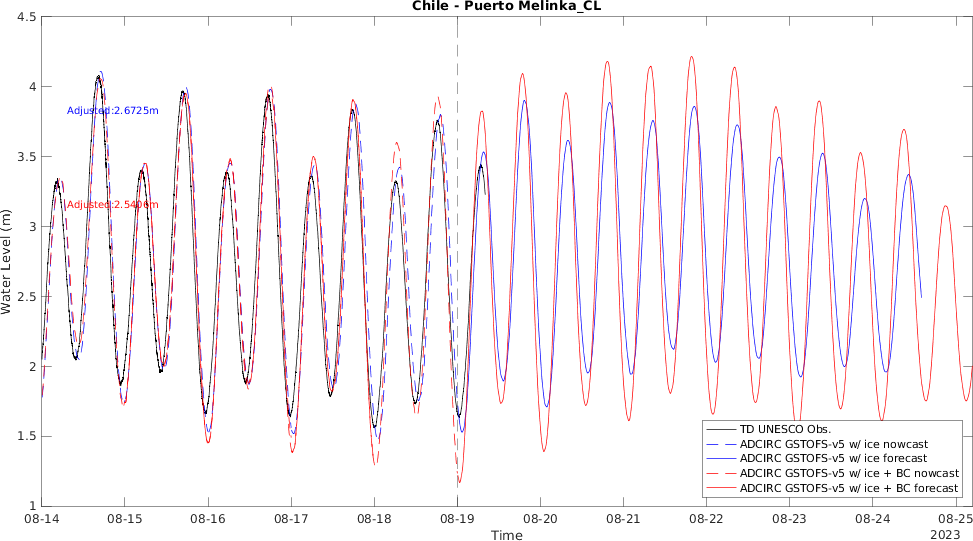 Chile - Puerto Melinka_CL
4.5
4
3.5
3
2.5
2
1.5
1
Water Level (m)
Adjusted:2.6725m
Adjusted:2.5406m
TD UNESCO Obs.
ADCIRC GSTOFS-v5 w/ ice nowcast
ADCIRC GSTOFS-v5 w/ ice forecast
ADCIRC GSTOFS-v5 w/ ice + BC nowcast
ADCIRC GSTOFS-v5 w/ ice + BC forecast
08-14 08-15 08-16 08-17 08-18 08-19 08-20 08-21 08-22 08-23 08-24 08-25
Time
2023